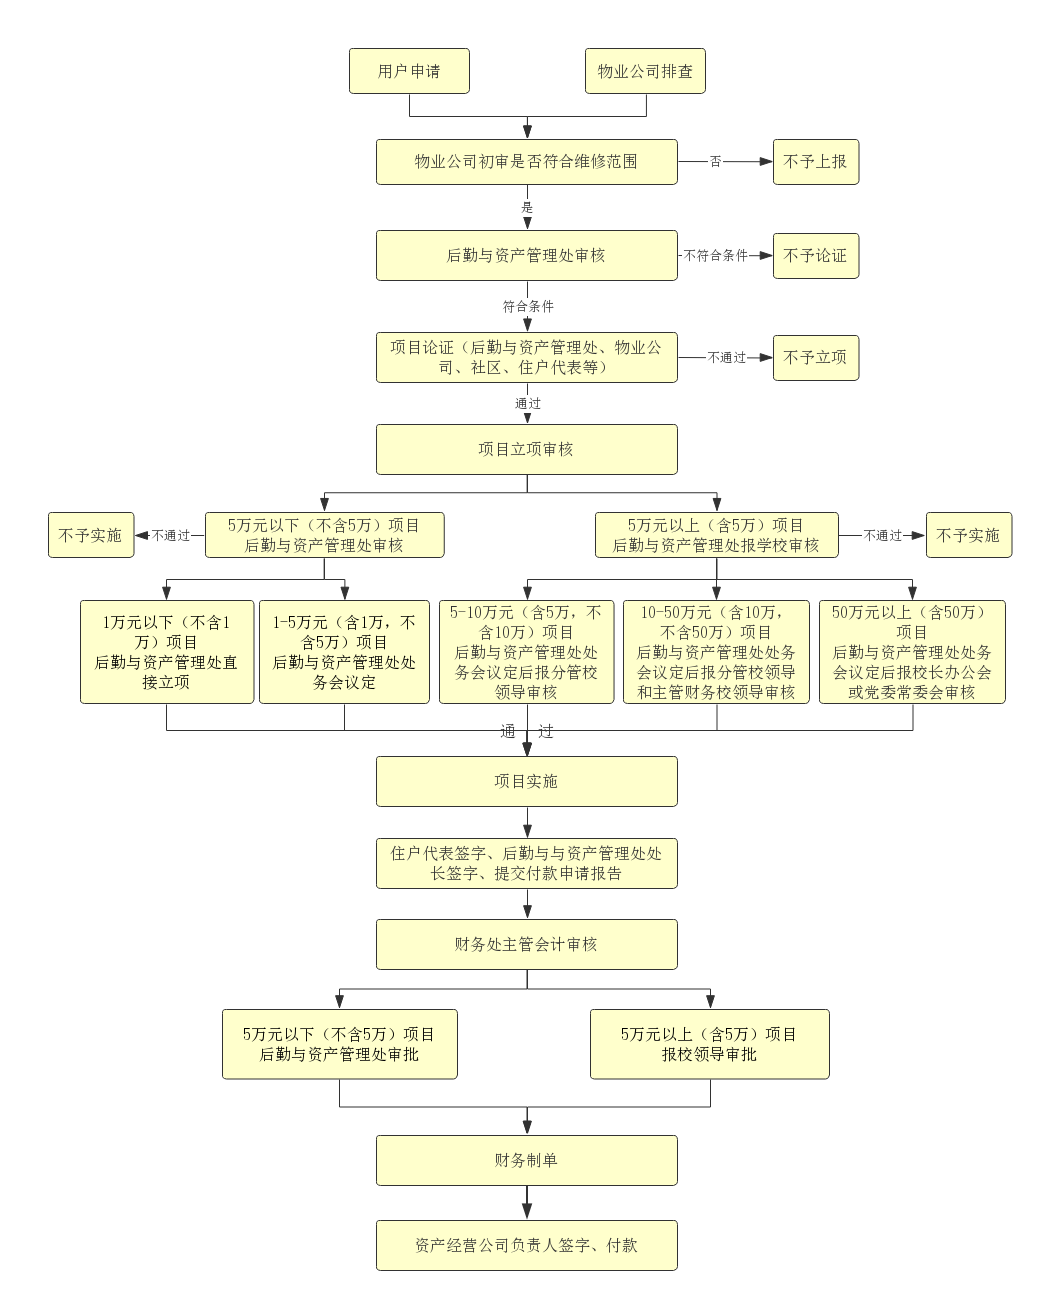 用户申请
物业公司排查
物业公司初审是否符合维修范围
否
不予上报
是
后勤与资产管理处审核
不符合条件
不予论证
符合条件
项目论证（后勤与资产管理处、物业公
司、社区、住户代表等）
不通过
不予立项
通过
项目立项审核
不予实施
不通过
5万元以下（不含5万）项目
后勤与资产管理处审核
5万元以上（含5万）项目
后勤与资产管理处报学校审核
不通过
不予实施
1万元以下（不含1
万）项目
后勤与资产管理处直
接立项
1-5万元（含1万，不
含5万）项目
后勤与资产管理处处
务会议定
5-10万元（含5万，不
含10万）项目
后勤与资产管理处处
务会议定后报分管校
领导审核
10-50万元（含10万，
不含50万）项目
后勤与资产管理处处务
会议定后报分管校领导
和主管财务校领导审核
50万元以上（含50万）
项目
后勤与资产管理处处务
会议定后报校长办公会
或党委常委会审核
通 过
项目实施
住户代表签字、后勤与与资产管理处处
长签字、提交付款申请报告
财务处主管会计审核
5万元以下（不含5万）项目
后勤与资产管理处审批
5万元以上（含5万）项目
报校领导审批
财务制单
资产经营公司负责人签字、付款